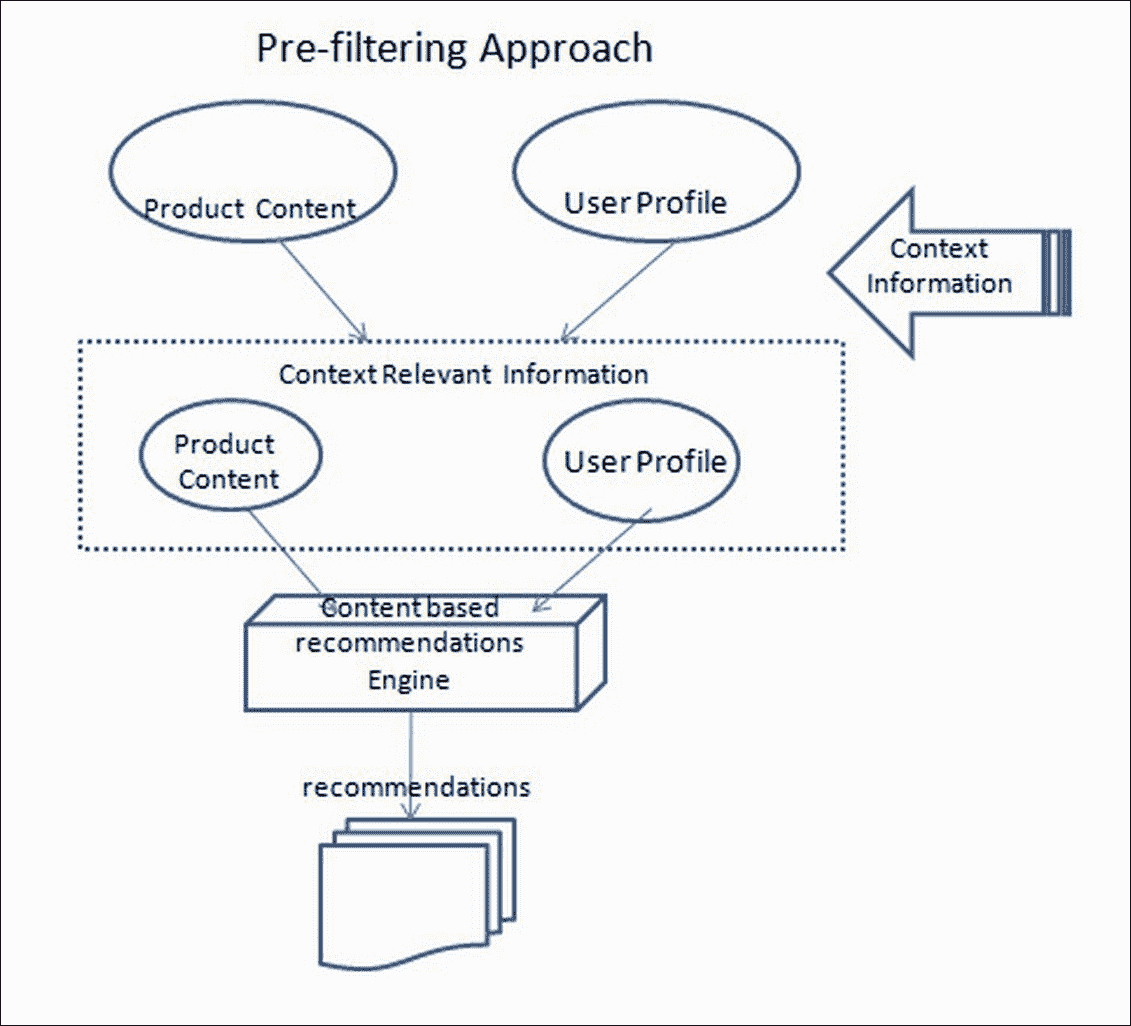 Pre-filtering Approach
Product Content
User Profile
Context
Information
Context Relevant Information
Product
Content
User Profile
Content based
recommendations
Engine
recommendations